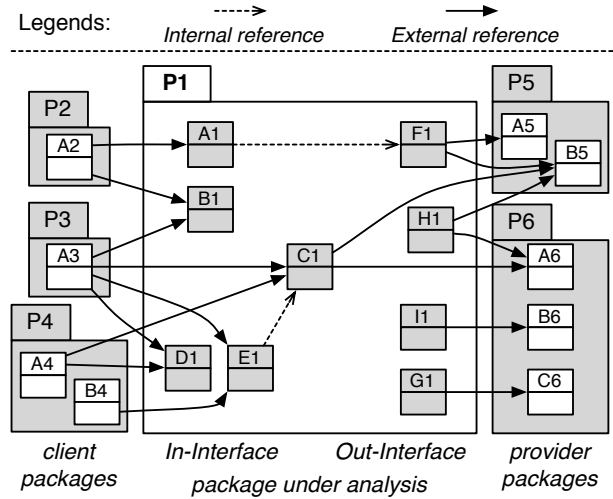 Legends:
Internal reference
External reference
P1
P2
P5
A2
A1
F1
A5
B5
B1
P3
H1
P6
A3
C1
A6
P4
I1
B6
A4
D1
E1
B4
G1
C6
client
packages
In-Interface
Out-Interface
package under analysis
provider
packages